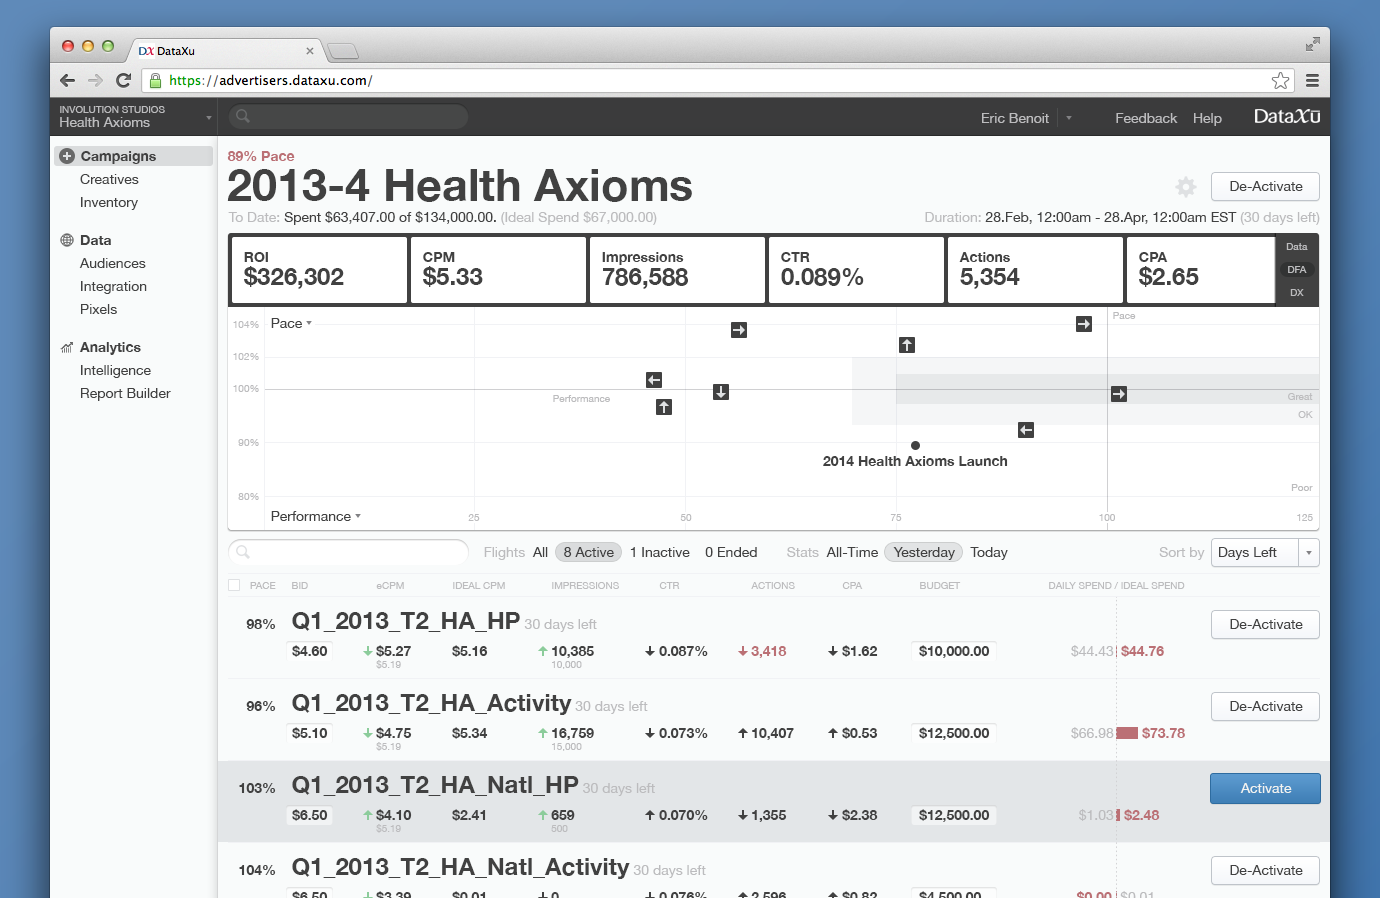 DX DataXu
https://advertisers.dataxu.com/
INVOLUTION STUDIOS
Health Axioms
Eric Benoit
Feedback
Help
DataXu
Campaigns
Creatives
Inventory
Data
Audiences
Integration
Pixels
Analytics
Intelligence
Report Builder
89% Pace
2013-4 Health Axioms
De-Activate
To Date: Spent $63,407.00 of $134,000.00. (Ideal Spend $67,000.00)
Duration: 28.Feb, 12:00am - 28.Apr, 12:00am EST (30 days left)
ROI
$326,302
CPM
$5.33
Impressions
786,588
CTR
0.089%
Actions
5,354
CPA
$2.65
Data
DFA
DX
104%
Pace
Pace
102%
100%
Performance
Great
OK
90%
2014 Health Axioms Launch
Poor
80%
Performance
25
50
75
100
125
Flights All 8 Active 1 Inactive 0 Ended
Stats All-Time Yesterday Today
Sort by Days Left
PACE BID eCPM IDEAL CPM IMPRESSIONS CTR ACTIONS CPA BUDGET DAILY SPEND / IDEAL SPEND
98% Q1_2013_T2_HA_HP 30 days left De-Activate
$4.60 $5.27 $5.16 10,385 0.087% 3,418 $1.62 $10,000.00 $44.43 $44.76
$5.19 10,000
96% Q1_2013_T2_HA_Activity 30 days left De-Activate
$5.10 $4.75 $5.34 16,759 0.073% 10,407 $0.53 $12,500.00 $66.98 $73.78
$5.19 15,000
103% Q1_2013_T2_HA_Natl_HP 30 days left Activate
$6.50 $4.10 $2.41 659 0.070% 1,355 $2.38 $12,500.00 $1.03 $2.48
$5.19 500
104% Q1_2013_T2_HA_Natl_Activity 30 days left De-Activate
$6.50 $3.39 $0.01 0 0.076% 2,596 $0.82 $4,500.00 $0.00 $0.01